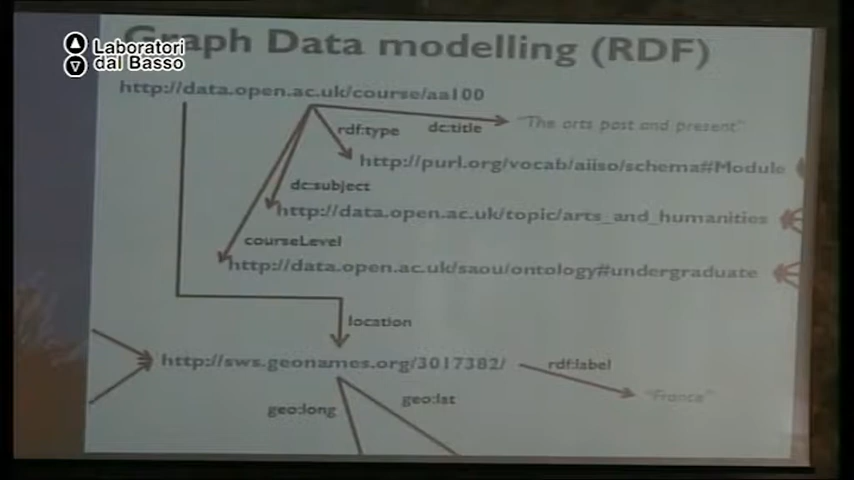 Laboratori
dal Basso
Graph Data modelling (RDF)
http://data.open.ac.uk/course/aa100
rdf:type
dc:title
"The arts past and present"
http://purl.org/vocab/aiiso/schema#Module
dc:subject
http://data.open.ac.uk/topic/arts_and_humanities
courseLevel
http://data.open.ac.uk/saou/ontology#undergraduate
location
http://sws.geonames.org/3017382/
rdf:label
"France"
geo:long
geo:lat